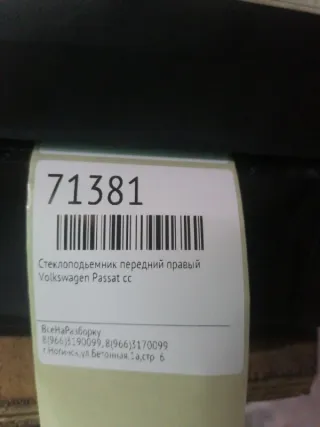 71381
Стеклоподьемник передний правый
Volkswagen Passat cc
ВсеНаРазборку
8(966)3190099, 8(966)3170099
г.Ногинск,ул.Бетонная,1а,стр. 6